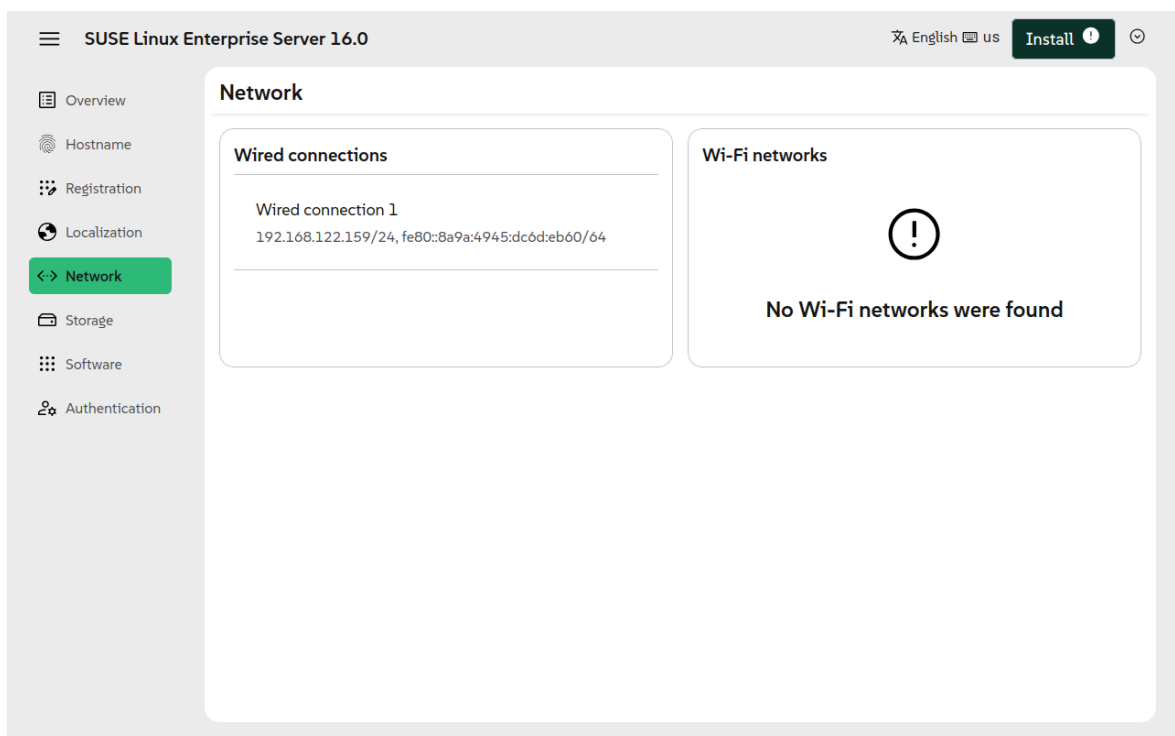 SUSE Linux Enterprise Server 16.0
English us
Install
Overview
Hostname
Registration
Localization
Network
Storage
Software
Authentication
Network
Wired connections
Wired connection 1
192.168.122.159/24, fe80::8a9a:4945:dc6d:eb60/64
Wi-Fi networks
No Wi-Fi networks were found